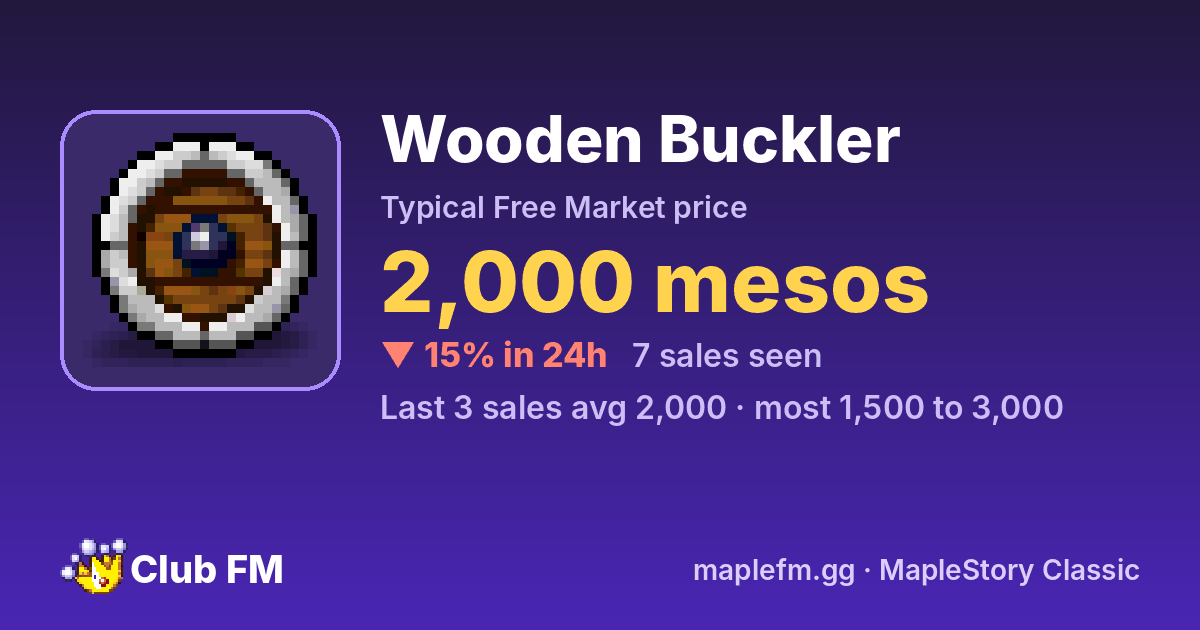 Wooden Buckler
Typical Free Market price
2,000 mesos
▼ 15% in 24h 7 sales seen
Last 3 sales avg 2,000 · most 1,500 to 3,000
Club FM
maplefm.gg · MapleStory Classic